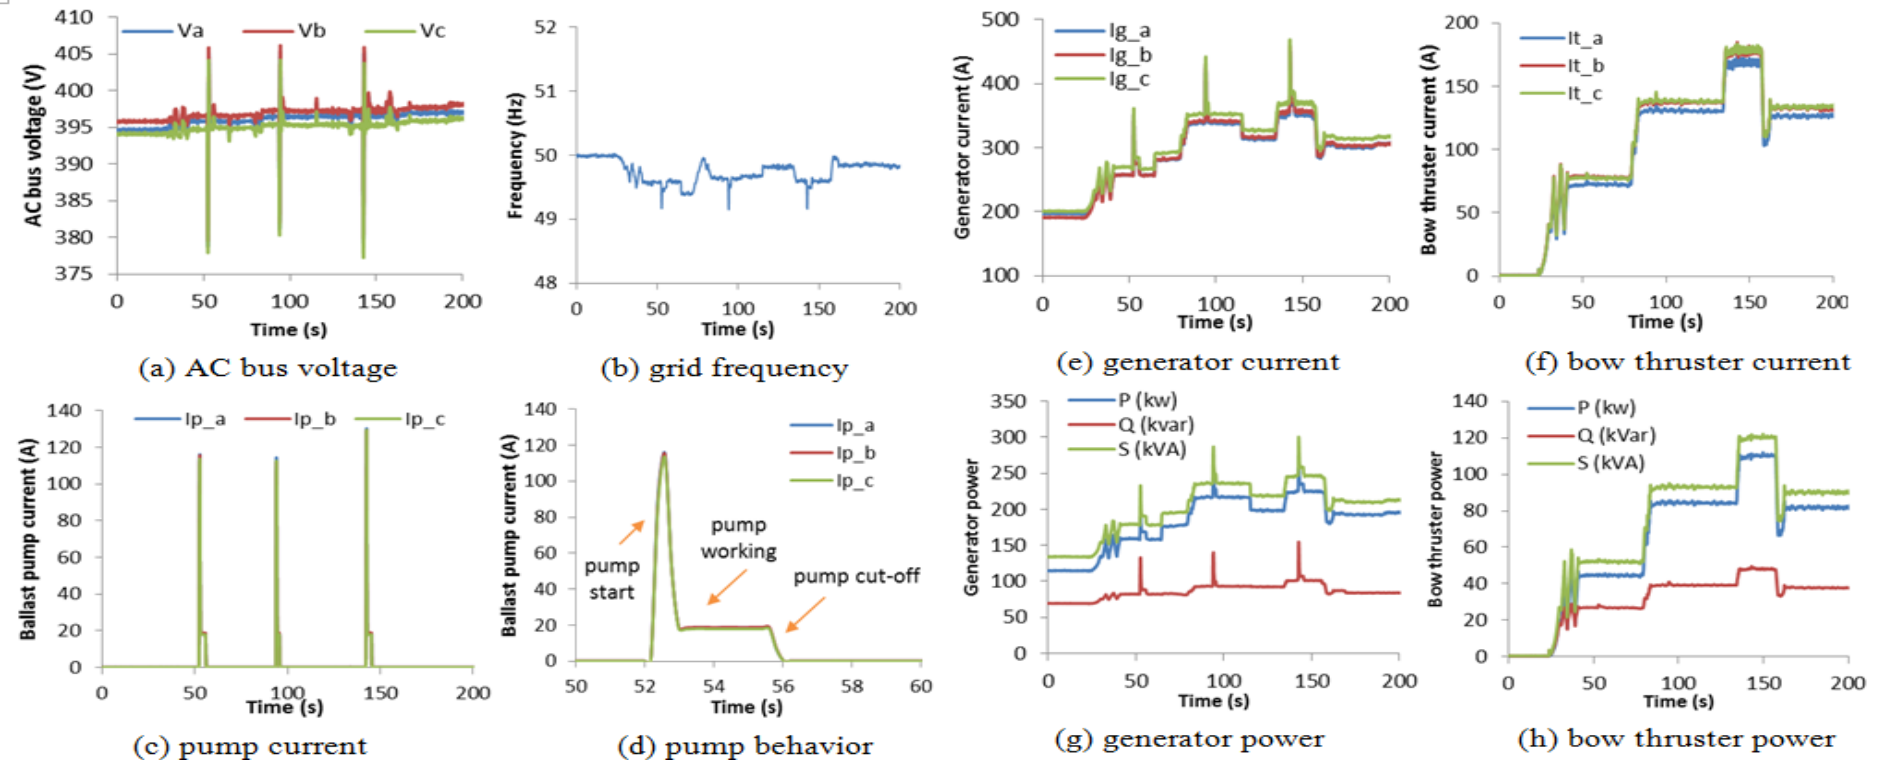 410
405
400
395
390
385
380
375
AC bus voltage (V)
Va Vb Vc
0 50 100 150 200
Time (s)
(a) AC bus voltage
52
51
50
49
48
Frequency (Hz)
0 50 100 150 200
Time (s)
(b) grid frequency
500
400
300
200
100
Generator current (A)
Ig_a
Ig_b
Ig_c
0 50 100 150 200
Time (s)
(e) generator current
200
150
100
50
0
Bow thruster current (A)
It_a
It_b
It_c
0 50 100 150 200
Time (s)
(f) bow thruster current
140
120
100
80
60
40
20
0
Ballast pump current (A)
Ip_a Ip_b Ip_c
0 50 100 150 200
Time (s)
(c) pump current
140
120
100
80
60
40
20
0
Ballast pump current (A)
Ip_a
Ip_b
Ip_c
pump
start
pump
working
pump cut-off
50 52 54 56 58 60
Time (s)
(d) pump behavior
350
300
250
200
150
100
50
0
Generator power
P (kw)
Q (kvar)
S (kVA)
0 50 100 150 200
Time (s)
(g) generator power
140
120
100
80
60
40
20
0
Bow thruster power
P (kw)
Q (kVar)
S (kVA)
0 50 100 150 200
Time (s)
(h) bow thruster power